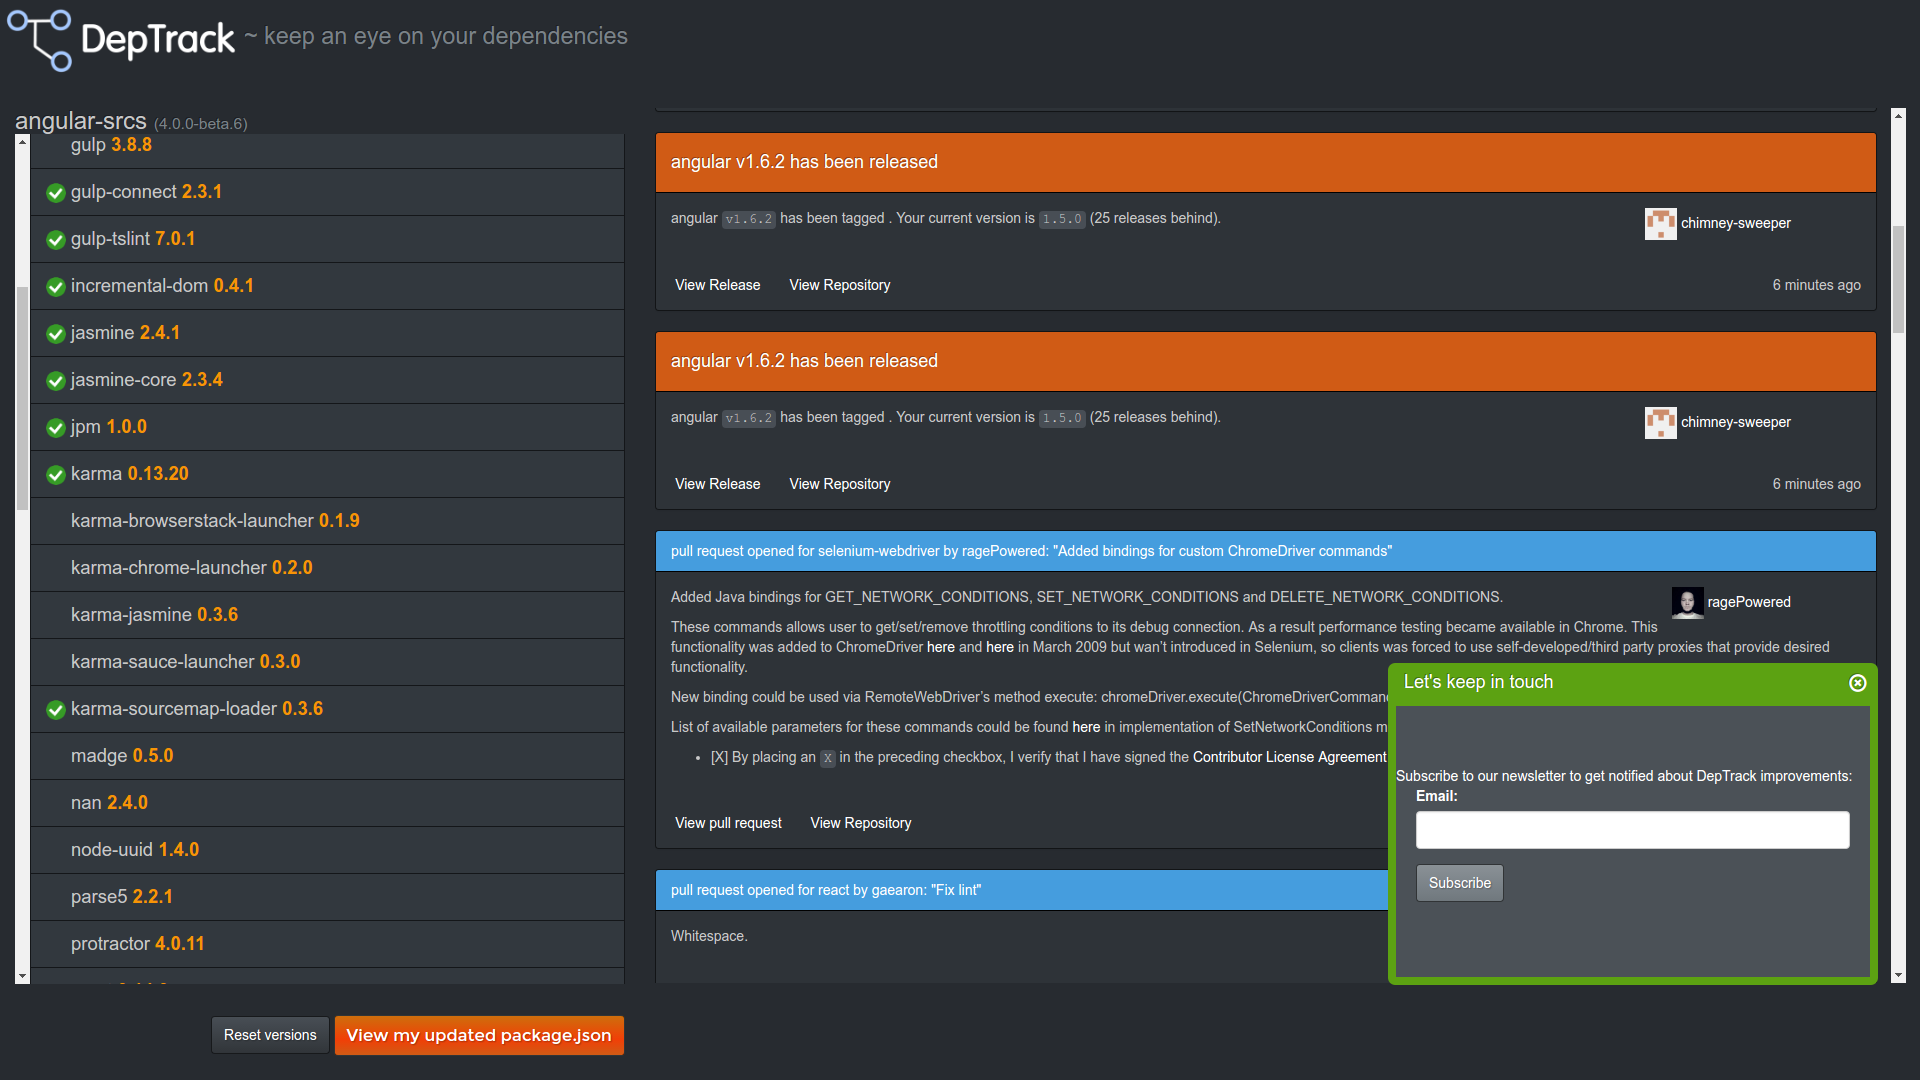 DepTrack ~ keep an eye on your dependencies
angular-srcs (4.0.0-beta.6)
gulp 3.8.8
gulp-connect 2.3.1
gulp-tslint 7.0.1
incremental-dom 0.4.1
jasmine 2.4.1
jasmine-core 2.3.4
jpm 1.0.0
karma 0.13.20
karma-browserstack-launcher 0.1.9
karma-chrome-launcher 0.2.0
karma-jasmine 0.3.6
karma-sauce-launcher 0.3.0
karma-sourcemap-loader 0.3.6
madge 0.5.0
nan 2.4.0
node-uuid 1.4.0
parse5 2.2.1
protractor 4.0.11
Reset versions
View my updated package.json
angular v1.6.2 has been released
angular v1.6.2 has been tagged . Your current version is 1.5.0 (25 releases behind).
chimney-sweeper
View Release View Repository
6 minutes ago
angular v1.6.2 has been released
angular v1.6.2 has been tagged . Your current version is 1.5.0 (25 releases behind).
chimney-sweeper
View Release View Repository
6 minutes ago
pull request opened for selenium-webdriver by ragePowered: "Added bindings for custom ChromeDriver commands"
Added Java bindings for GET_NETWORK_CONDITIONS, SET_NETWORK_CONDITIONS and DELETE_NETWORK_CONDITIONS.
ragePowered
These commands allows user to get/set/remove throttling conditions to its debug connection. As a result performance testing became available in Chrome. This
functionality was added to ChromeDriver here and here in March 2009 but wan't introduced in Selenium, so clients was forced to use self-developed/third party proxies that provide desired
functionality.
New binding could be used via RemoteWebDriver's method execute: chromeDriver.execute(ChromeDriverComman
List of available parameters for these commands could be found here in implementation of SetNetworkConditions m
• [X] By placing an X in the preceding checkbox, I verify that I have signed the Contributor License Agreement
View pull request View Repository
pull request opened for react by gaearon: "Fix lint"
Whitespace.
Let's keep in touch
Subscribe to our newsletter to get notified about DepTrack improvements:
Email:
Subscribe